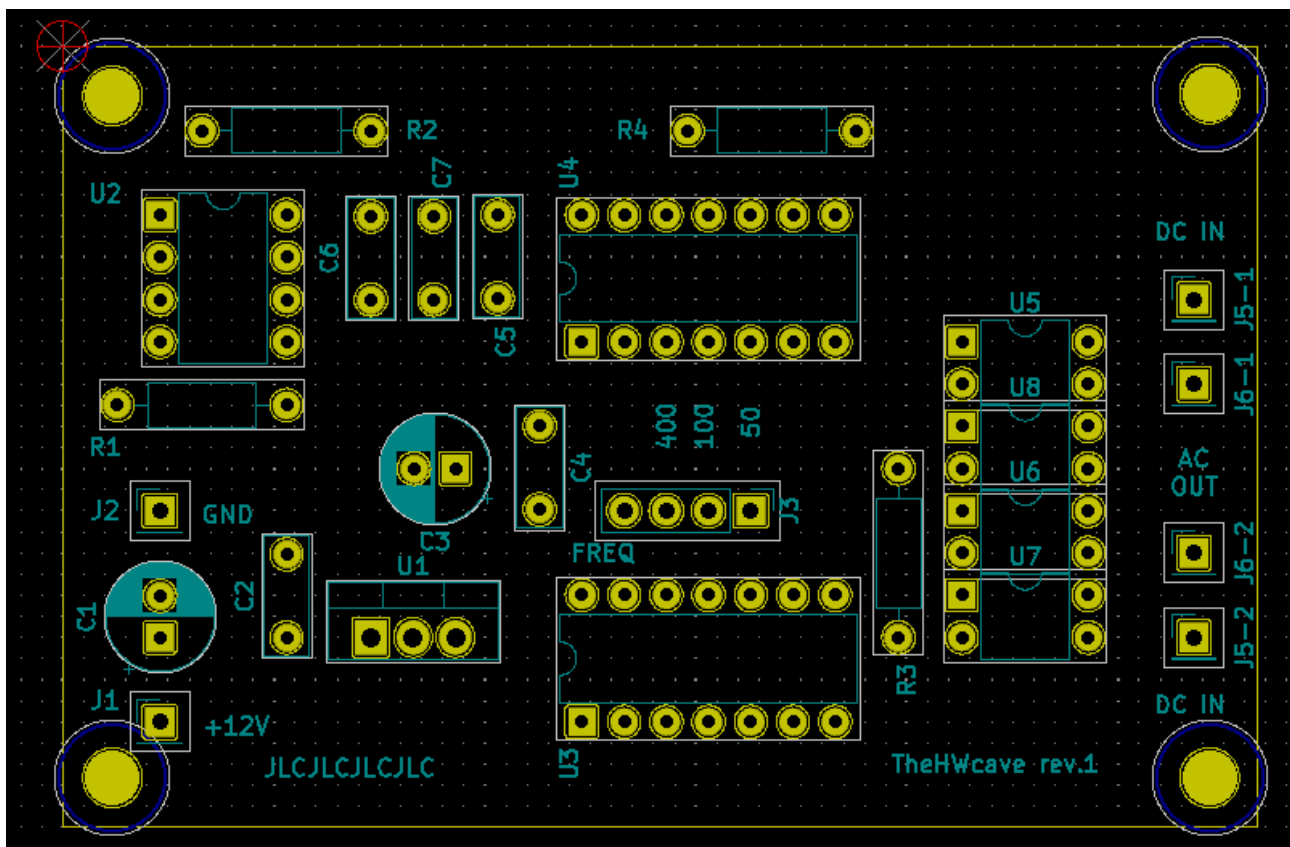 R2
R4
C7
U4
U2
DC IN
C6
J5-1
U5
C5
J6-1
U8
400
100
50
R1
C4
AC
OUT
U6
J2
GND
J3
C3
FREQ
U1
U7
J6-2
C2
C1
J5-2
R3
J1
+12V
DC IN
U3
JLCJLCJLCJLC
TheHWcave rev.1
+
+